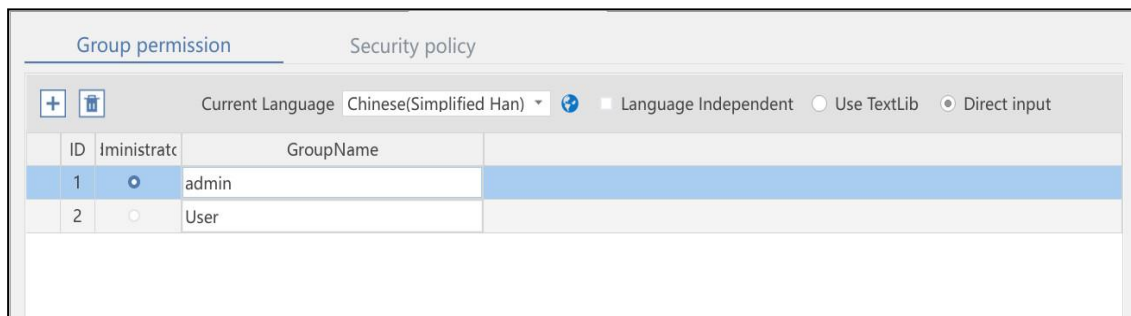 Group permission Security policy
Current Language Chinese(Simplified Han) Language Independent Use TextLib Direct input
ID GroupName
1 admin
2 User